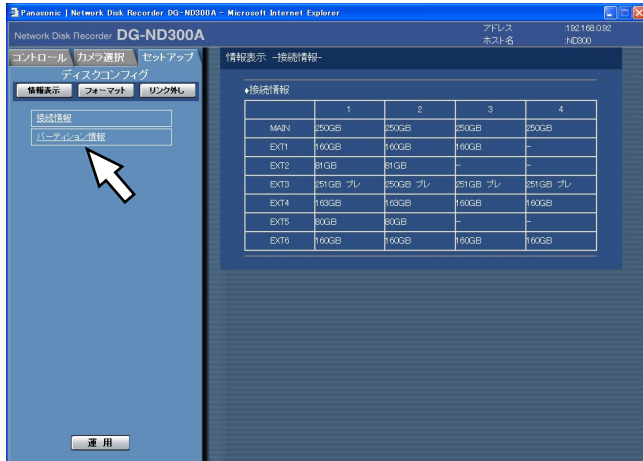 Panasonic | Network Disk Recorder DG-ND300A - Microsoft Internet Explorer
Network Disk Recorder DG-ND300A
アドレス :192.168.0.92
ホスト名 :ND300
コントロール カメラ選択 セットアップ
ディスクコンフィグ
情報表示 フォーマット リンク外し
接続情報
パーティション情報
運用
情報表示 -接続情報-
♦接続情報
1 2 3 4
MAIN 250GB 250GB 250GB 250GB
EXT1 160GB 160GB 160GB -
EXT2 81GB 81GB - -
EXT3 251GB プレ 250GB プレ 251GB プレ 251GB プレ
EXT4 163GB 163GB 160GB 160GB
EXT5 80GB 80GB - -
EXT6 160GB 160GB 160GB 160GB